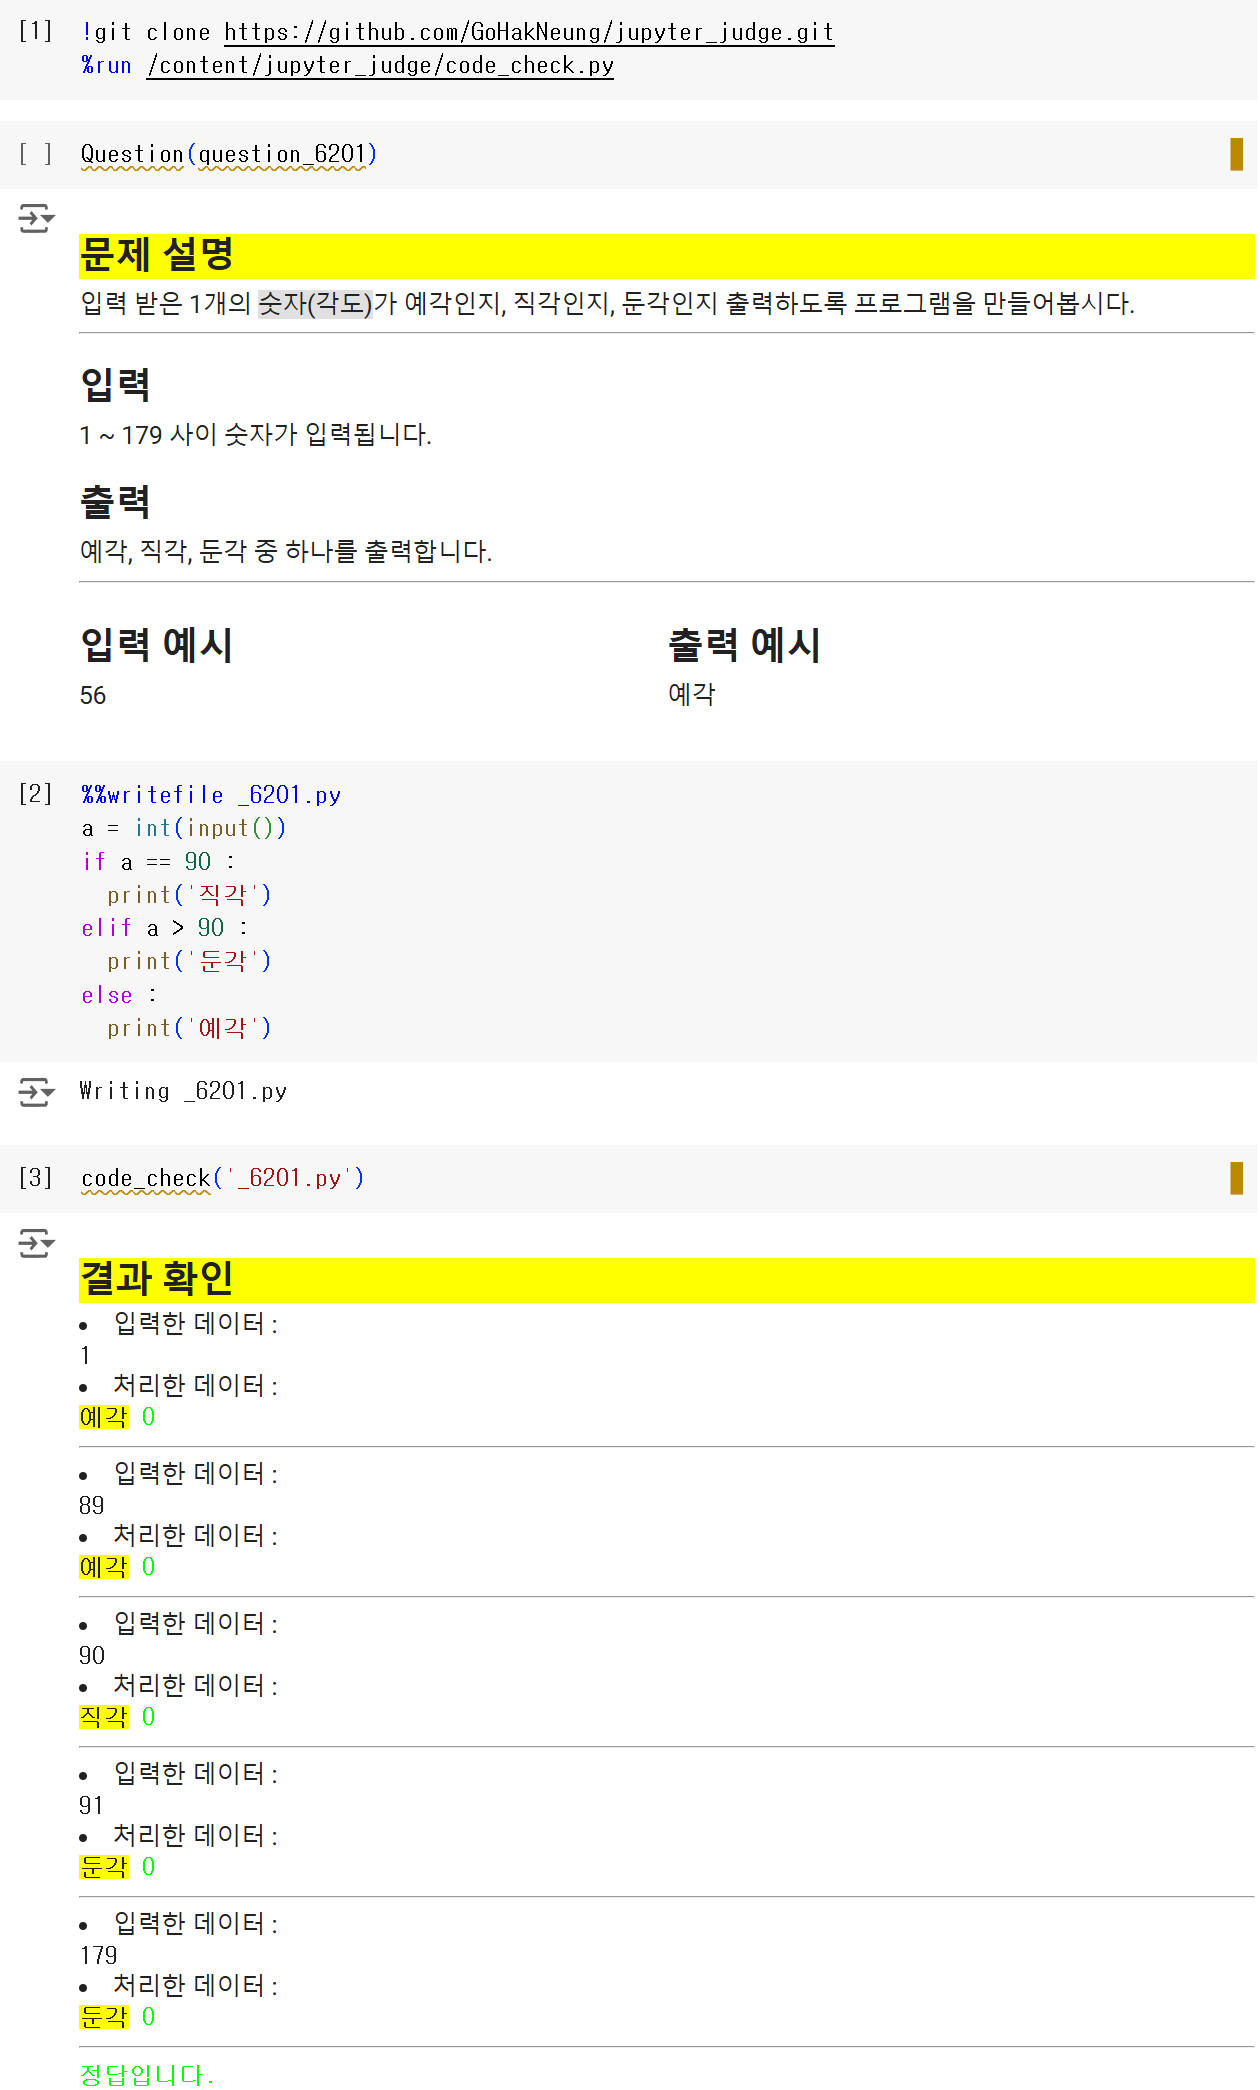 [1] !git clone https://github.com/GoHakNeung/jupyter_judge.git
%run /content/jupyter_judge/code_check.py
[ ] Question(question_6201)
문제 설명
입력 받은 1개의 숫자(각도)가 예각인지, 직각인지, 둔각인지 출력하도록 프로그램을 만들어봅시다.
입력
1 ~ 179 사이 숫자가 입력됩니다.
출력
예각, 직각, 둔각 중 하나를 출력합니다.
입력 예시 출력 예시
56 예각
[2] %%writefile _6201.py
a = int(input())
if a == 90 :
  print('직각')
elif a > 90 :
  print('둔각')
else :
  print('예각')
Writing _6201.py
[3] code_check('_6201.py')
결과 확인
• 입력한 데이터 :
1
• 처리한 데이터 :
예각 O
• 입력한 데이터 :
89
• 처리한 데이터 :
예각 O
• 입력한 데이터 :
90
• 처리한 데이터 :
직각 O
• 입력한 데이터 :
91
• 처리한 데이터 :
둔각 O
• 입력한 데이터 :
179
• 처리한 데이터 :
둔각 O
정답입니다.